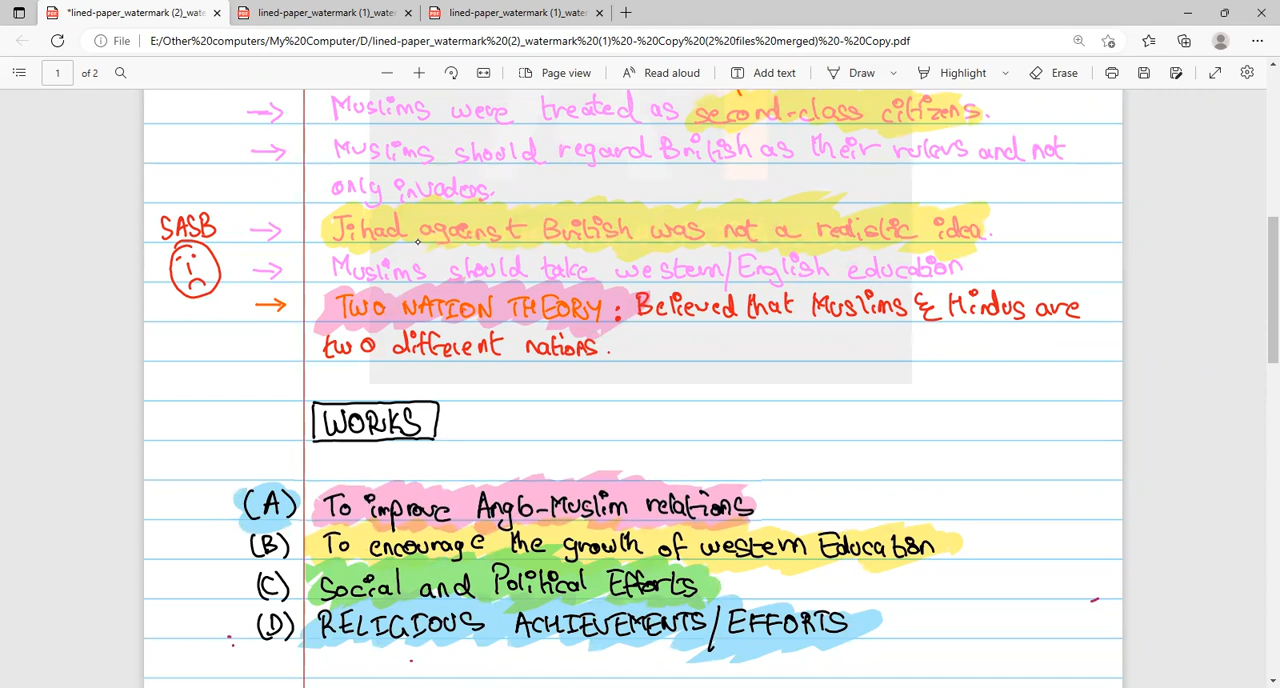 *lined-paper_watermark (2)_wate
lined-paper_watermark (1)_water
lined-paper_watermark (1)_water
File
E:/Other%20computers/My%20Computer/D/lined-paper_watermark%20(2)_watermark%20(1)%20-%20Copy%20(2%20files%20merged)%20-%20Copy.pdf
1 of 2
Page view
Read aloud
Add text
Draw
Highlight
Erase
→ Muslims were treated as second-class citizens.
→ Muslims should regard British as their rulers and not
only invaders.
SASB → Jihad against British was not a realistic idea.
→ Muslims should take western/English education
→ TWO NATION THEORY: Believed that Muslims & Hindus are
two different nations.
WORKS
(A) To improve Anglo-Muslim relations
(B) To encourage the growth of western Education
(C) Social and Political Efforts
(D) RELIGIOUS ACHIEVEMENTS/EFFORTS